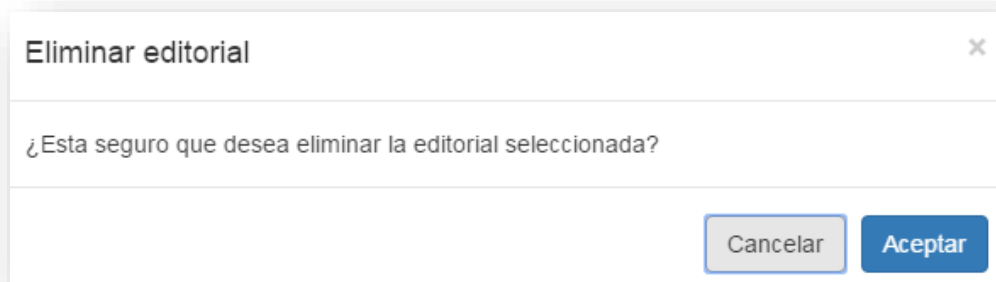 Eliminar editorial ×
¿Esta seguro que desea eliminar la editorial seleccionada?
Cancelar Aceptar